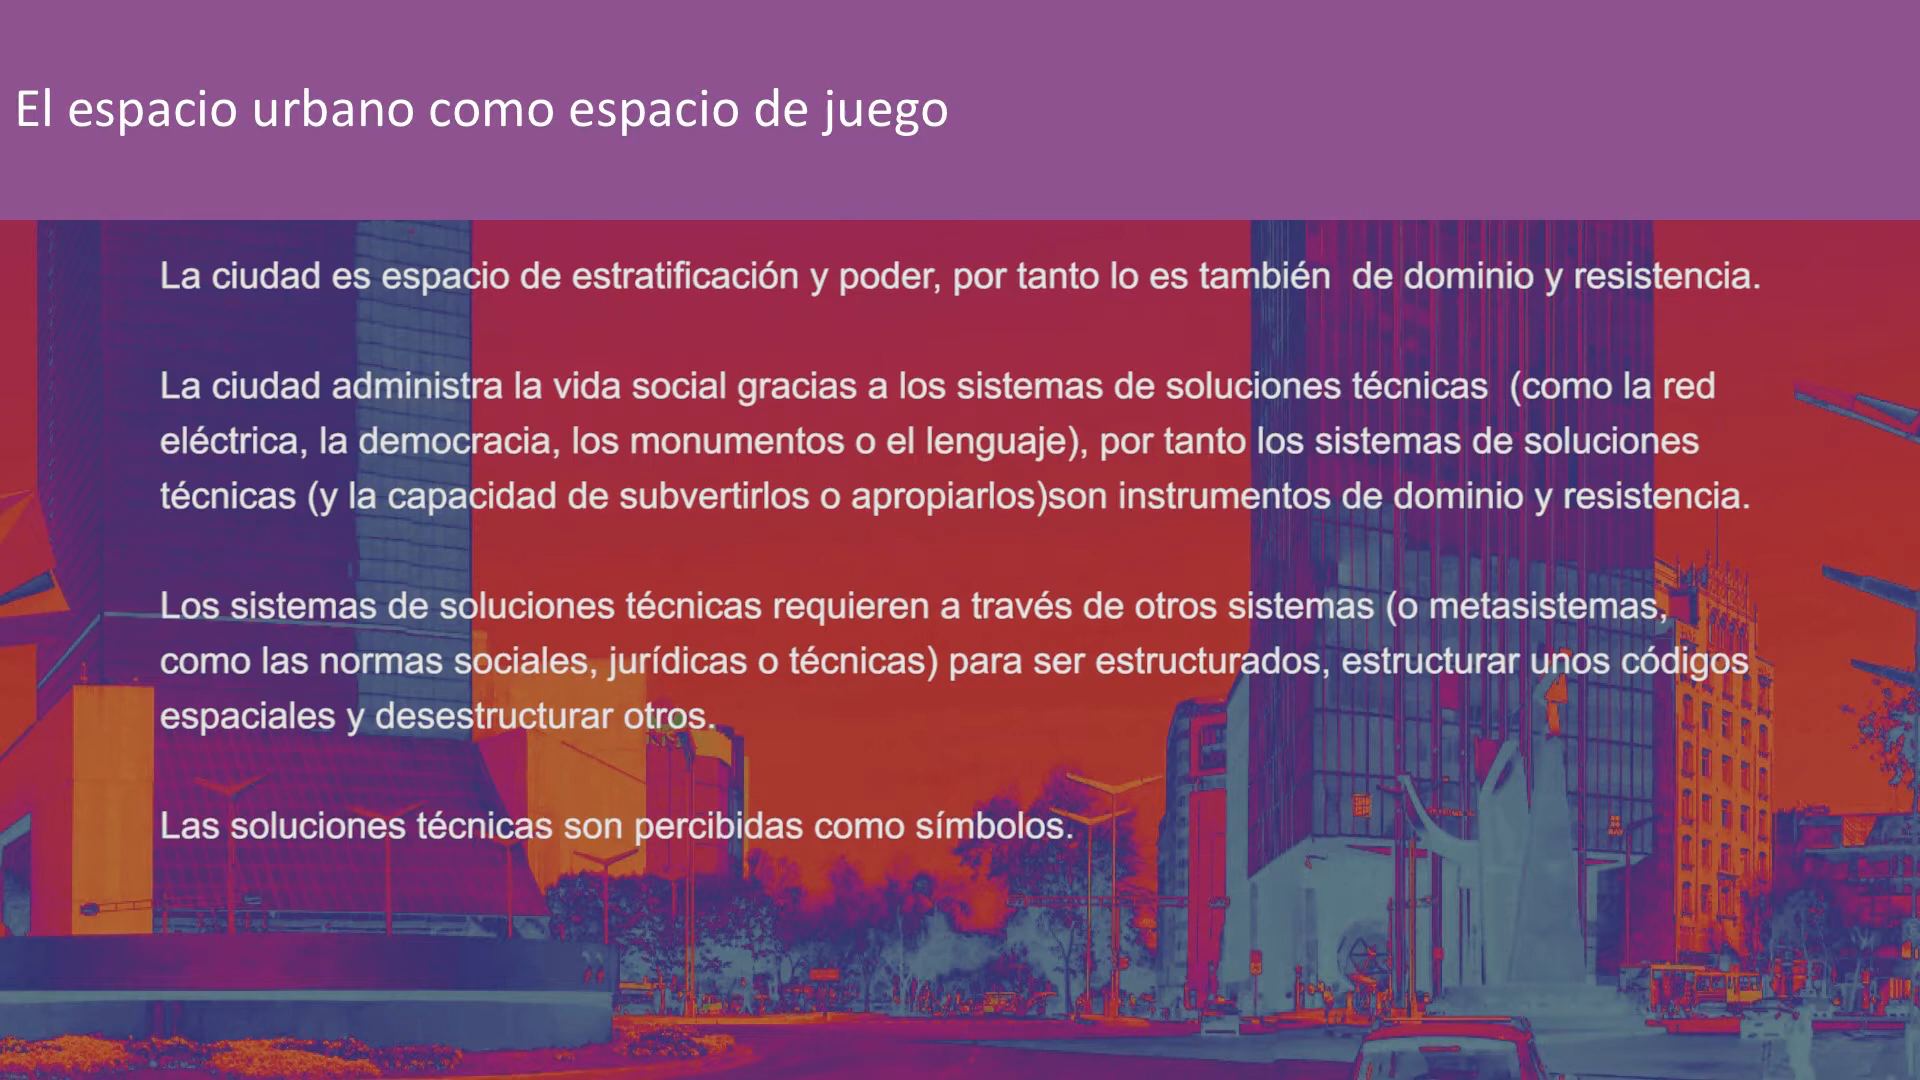 El espacio urbano como espacio de juego
La ciudad es espacio de estratificación y poder, por tanto lo es también  de dominio y resistencia.
La ciudad administra la vida social gracias a los sistemas de soluciones técnicas  (como la red
eléctrica, la democracia, los monumentos o el lenguaje), por tanto los sistemas de soluciones
técnicas (y la capacidad de subvertirlos o apropiarlos)son instrumentos de dominio y resistencia.
Los sistemas de soluciones técnicas requieren a través de otros sistemas (o metasistemas,
como las normas sociales, jurídicas o técnicas) para ser estructurados, estructurar unos códigos
espaciales y desestructurar otros.
Las soluciones técnicas son percibidas como símbolos.